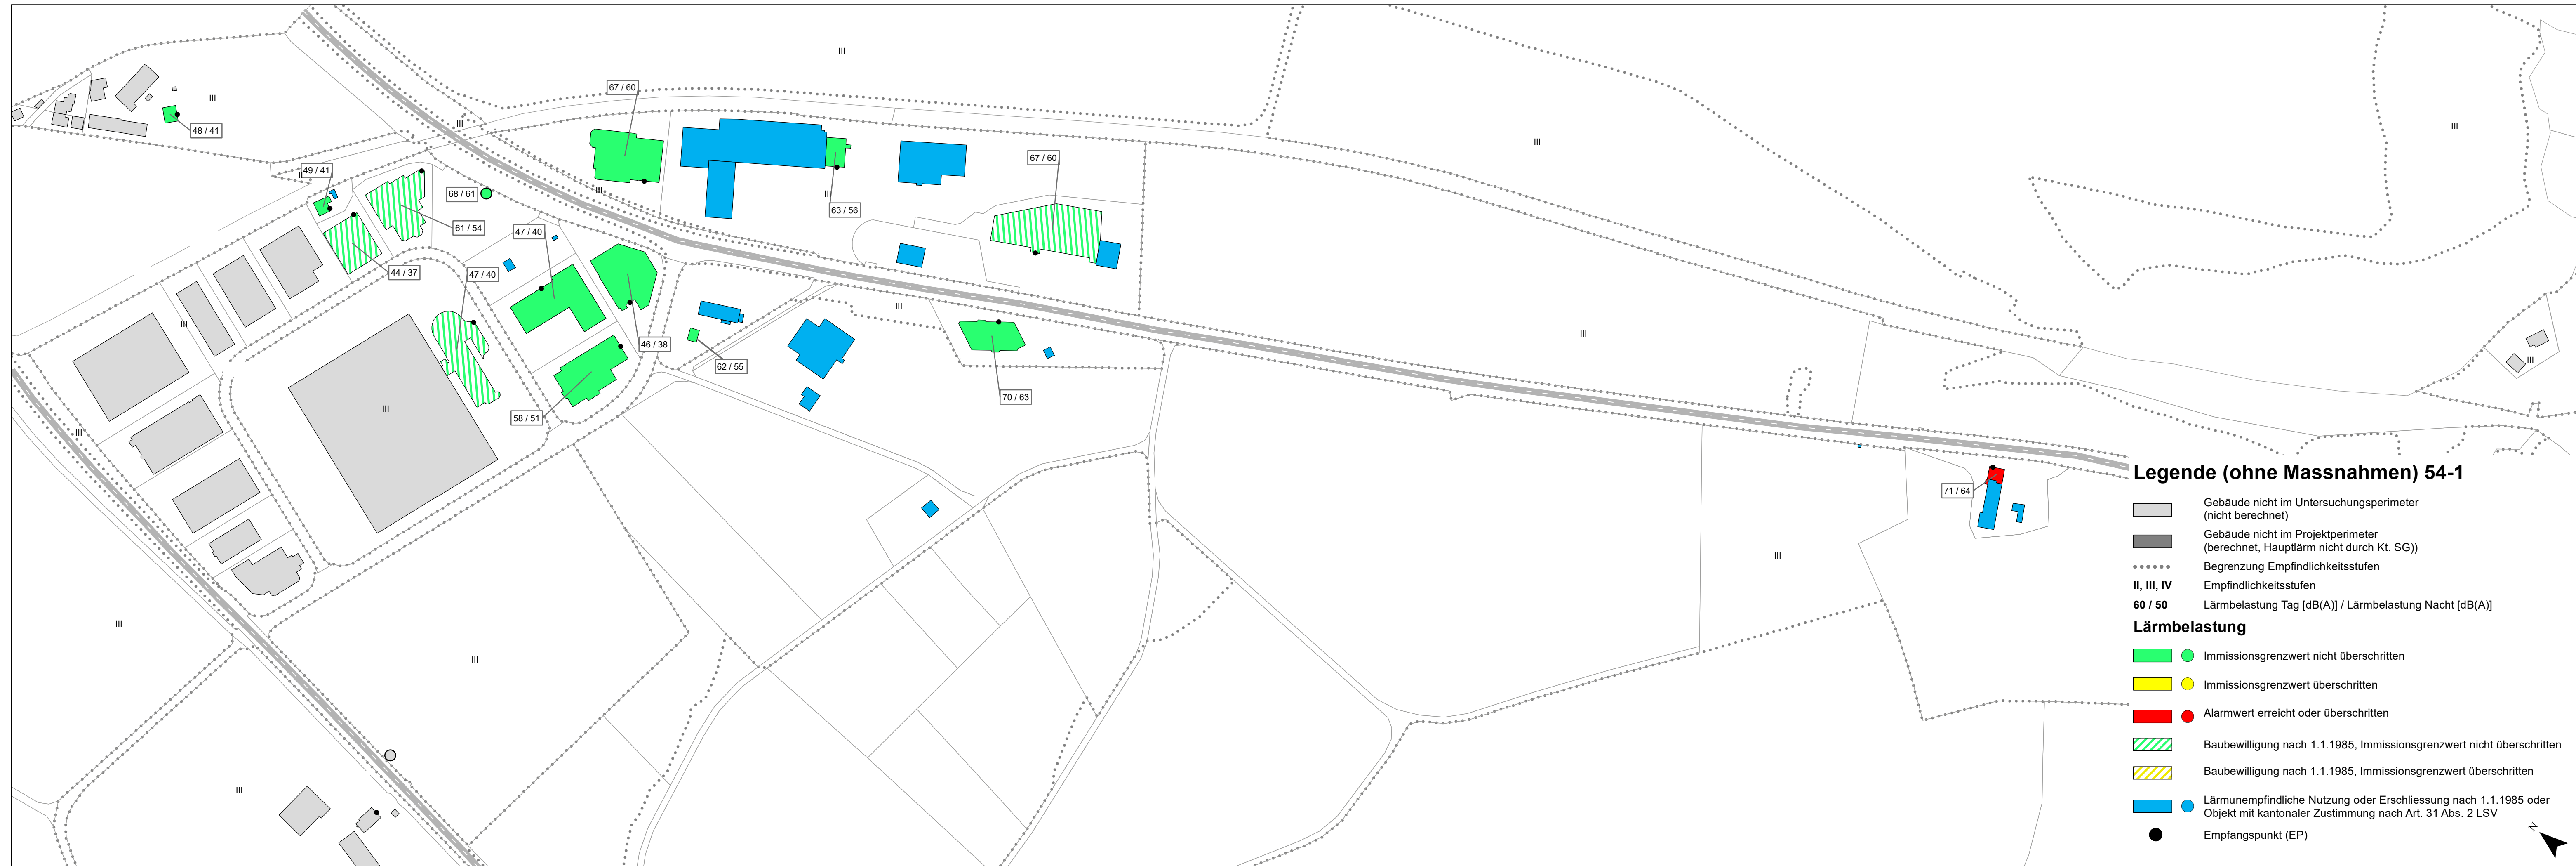 III
III
67 / 60
III
48 / 41
III
III
49 / 41
II
68 / 61
61 / 54
III
III
63 / 56
67 / 60
III
44 / 37
47 / 40
47 / 40
46 / 38
62 / 55
58 / 51
III
70 / 63
III
III
III
III
III
71 / 64
III
III
III
III
Legende (ohne Massnahmen) 54-1
Gebäude nicht im Untersuchungsperimeter
(nicht berechnet)
Gebäude nicht im Projektperimeter
(berechnet, Hauptlärm nicht durch Kt. SG))
Begrenzung Empfindlichkeitsstufen
II, III, IV Empfindlichkeitsstufen
60 / 50 Lärmbelastung Tag [dB(A)] / Lärmbelastung Nacht [dB(A)]
Lärmbelastung
Immissionsgrenzwert nicht überschritten
Immissionsgrenzwert überschritten
Alarmwert erreicht oder überschritten
Baubewilligung nach 1.1.1985, Immissionsgrenzwert nicht überschritten
Baubewilligung nach 1.1.1985, Immissionsgrenzwert überschritten
Lärmunempfindliche Nutzung oder Erschliessung nach 1.1.1985 oder
Objekt mit kantonaler Zustimmung nach Art. 31 Abs. 2 LSV
Empfangspunkt (EP)
N